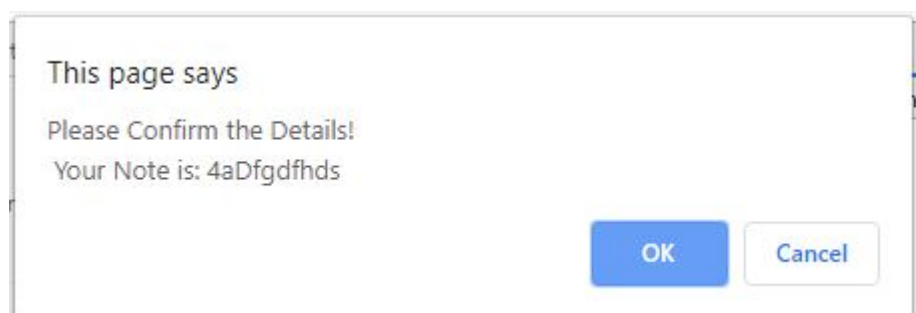 This page says
Please Confirm the Details!
Your Note is: 4aDfgdfhds
OK
Cancel